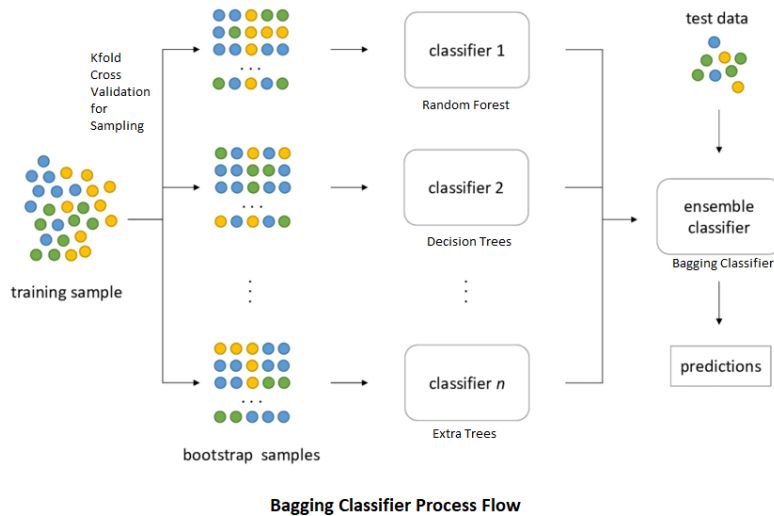 Kfold
Cross
Validation
for
Sampling
training sample
...
...
...
bootstrap samples
classifier 1
Random Forest
classifier 2
Decision Trees
classifier n
Extra Trees
test data
ensemble
classifier
Bagging Classifier
predictions
Bagging Classifier Process Flow